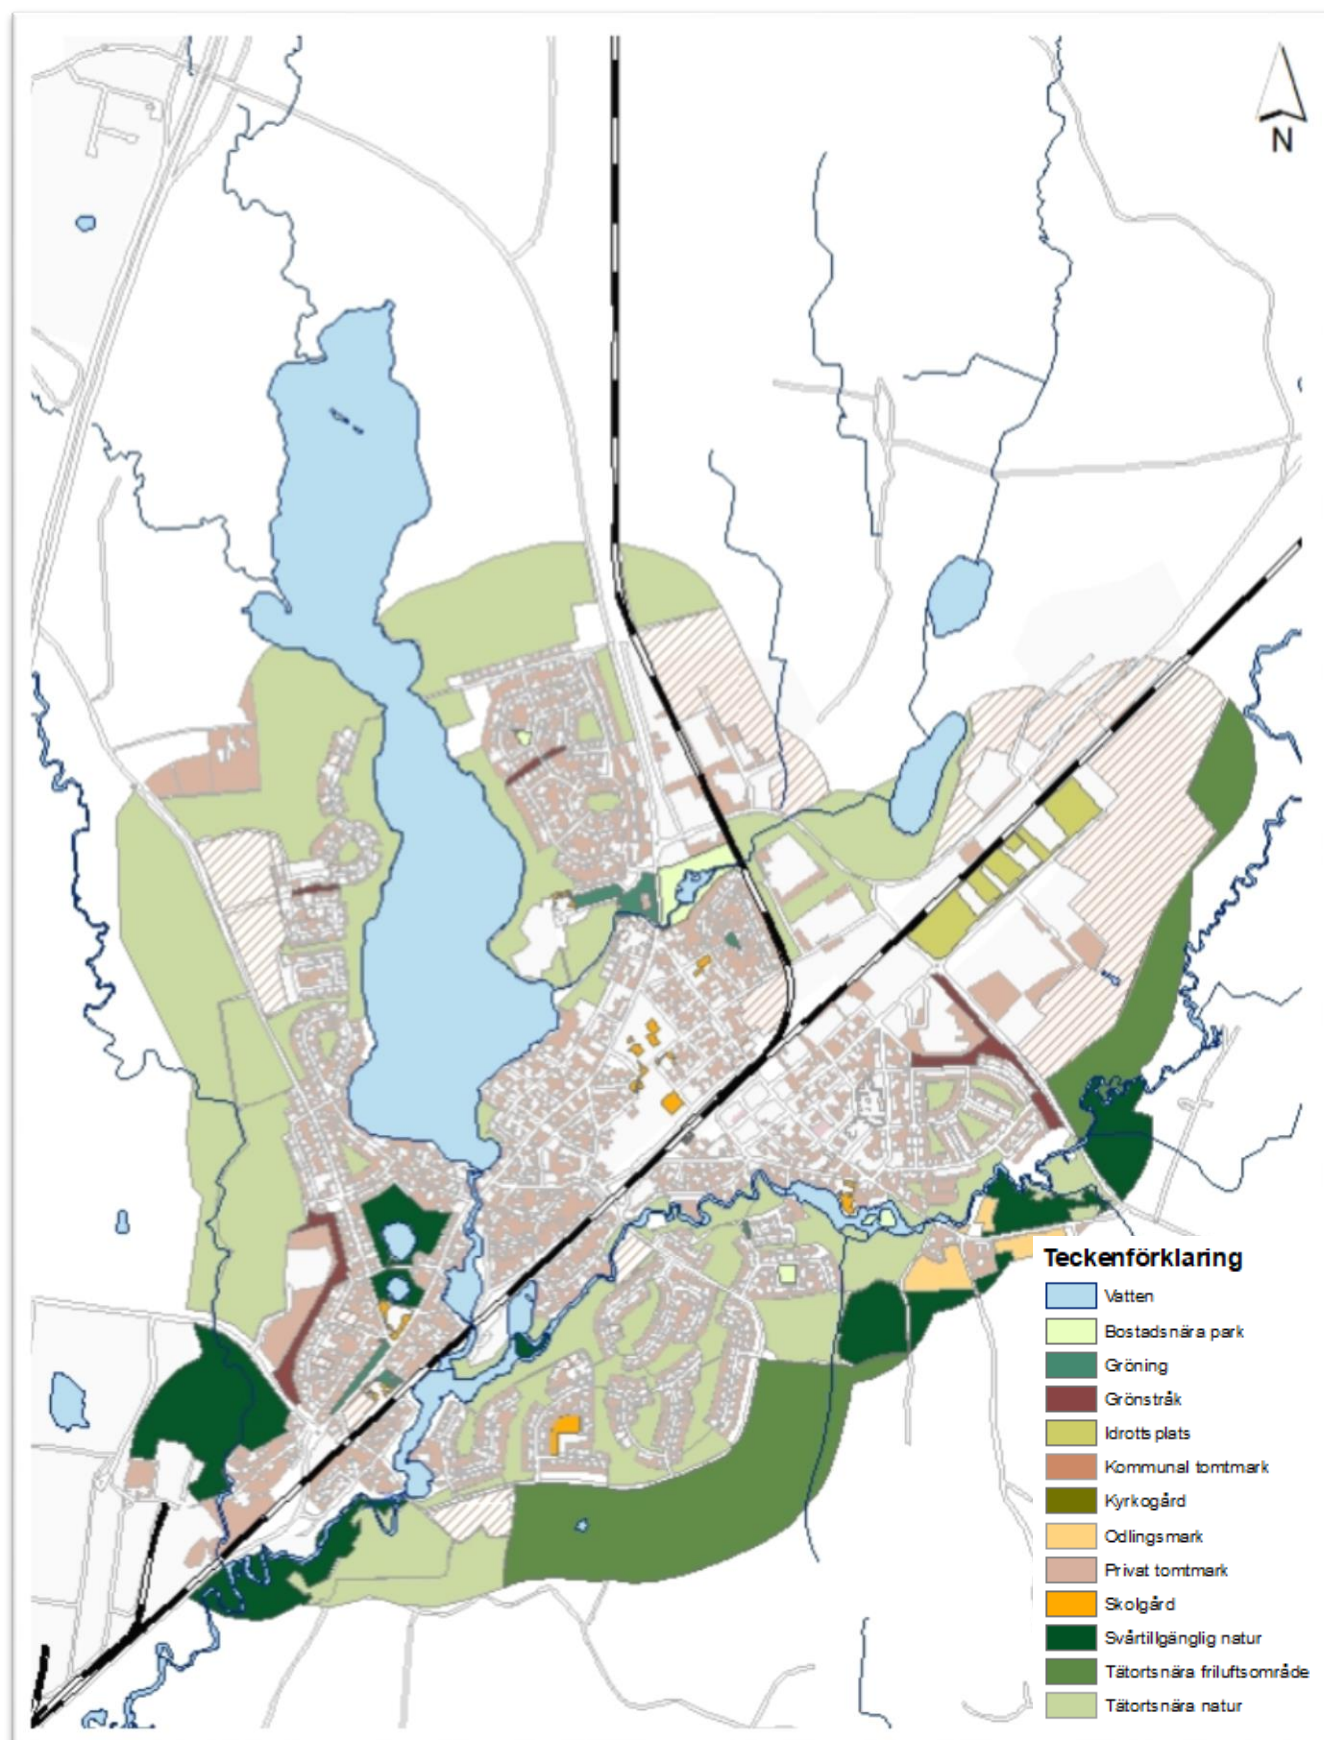 N
Teckenförklaring
Vatten
Bostadsnära park
Gröning
Grönstråk
Idrottsplats
Kommunal tomtmark
Kyrkogård
Odlingsmark
Privat tomtmark
Skolgård
Svårtillgänglig natur
Tätortsnära friluftsområde
Tätortsnära natur